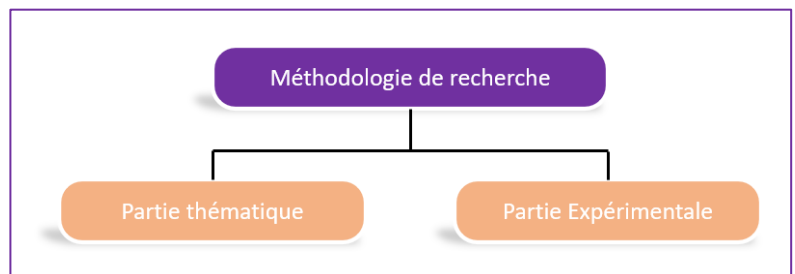 Méthodologie de recherche
Partie thématique
Partie Expérimentale